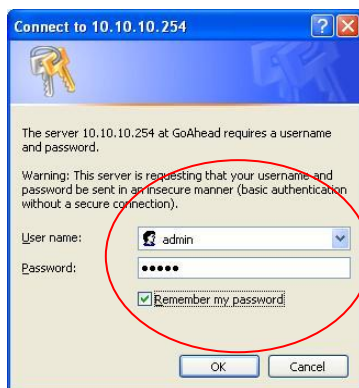 Connect to 10.10.10.254
The server 10.10.10.254 at GoAhead requires a username
and password.
Warning: This server is requesting that your username and
password be sent in an insecure manner (basic authentication
without a secure connection).
User name:
admin
Password:
•••••
Remember my password
OK
Cancel